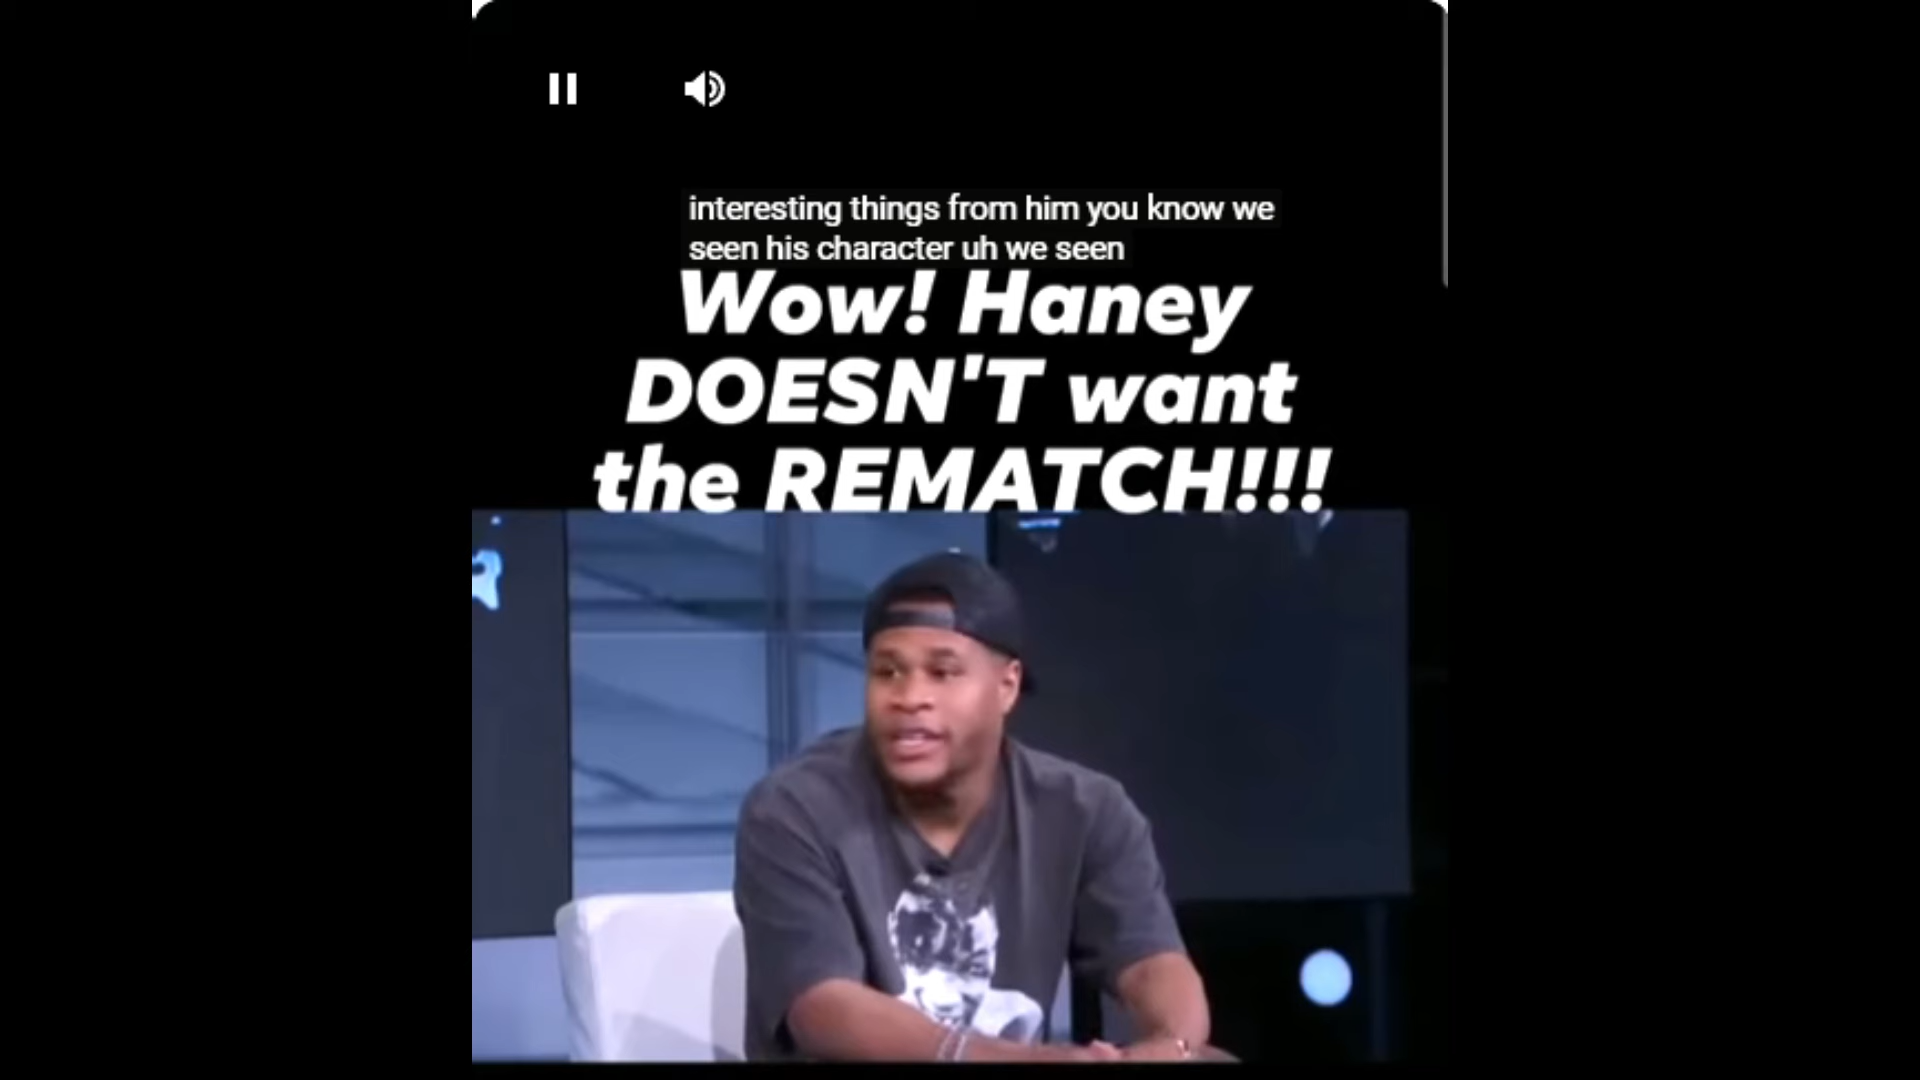 interesting things from him you know we
seen his character uh we seen
Wow! Haney
DOESN'T want
the REMATCH!!!